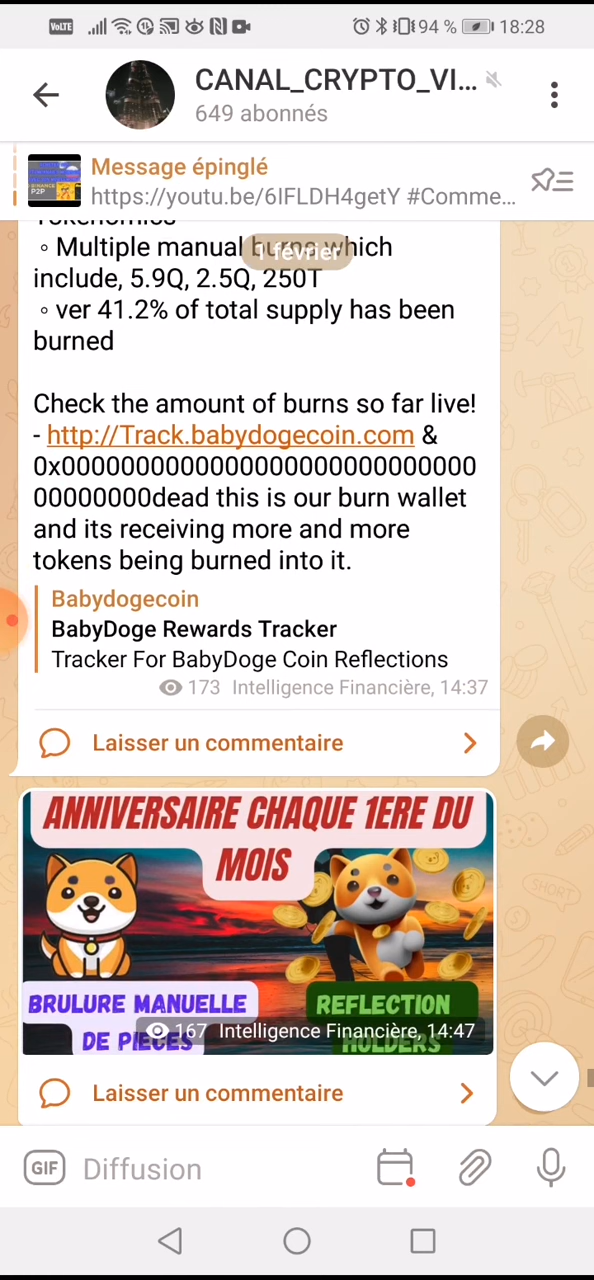 VoLTE 94 % 18:28
CANAL_CRYPTO_VI...
649 abonnés
Message épinglé
https://youtu.be/6IFLDH4getY #Comme...
Tokenomics
◦ Multiple manual burns which
1 février
include, 5.9Q, 2.5Q, 250T
◦ ver 41.2% of total supply has been
burned
Check the amount of burns so far live!
- http://Track.babydogecoin.com &
0x0000000000000000000000000000
00000000dead this is our burn wallet
and its receiving more and more
tokens being burned into it.
Babydogecoin
BabyDoge Rewards Tracker
Tracker For BabyDoge Coin Reflections
173 Intelligence Financière, 14:37
Laisser un commentaire
ANNIVERSAIRE CHAQUE 1ERE DU
MOIS
BRULURE MANUELLE
DE PIECES
REFLECTION
HOLDERS
167 Intelligence Financière, 14:47
Laisser un commentaire
GIF Diffusion